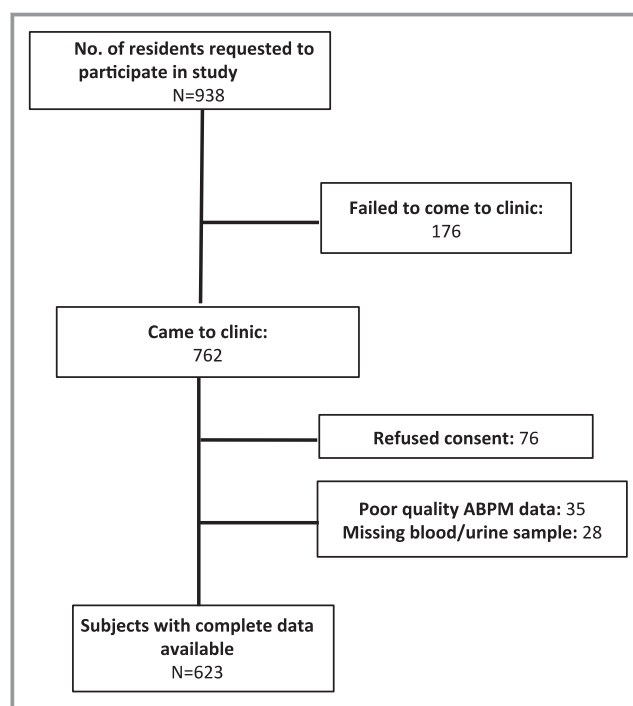 No. of residents requested to
participate in study
N=938
Failed to come to clinic:
176
Came to clinic:
762
Refused consent: 76
Poor quality ABPM data: 35
Missing blood/urine sample: 28
Subjects with complete data
available
N=623